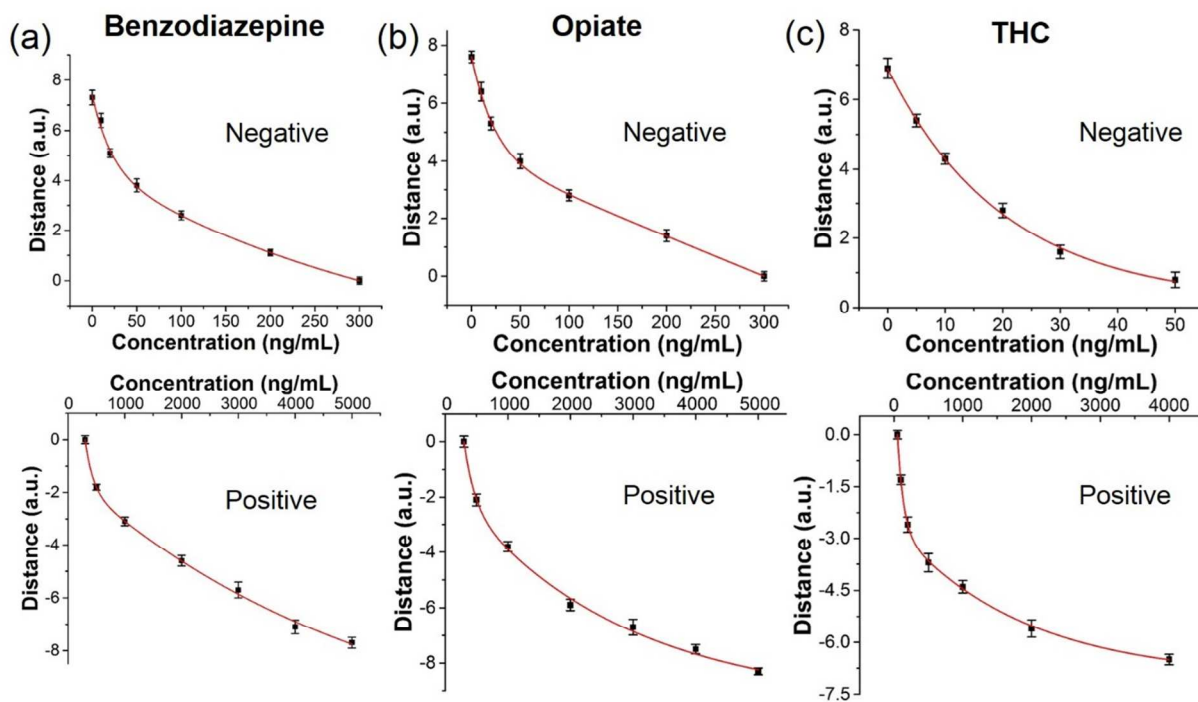 (a) Benzodiazepine
8
6
4
2
0
Distance (a.u.)
Negative
0 50 100 150 200 250 300
Concentration (ng/mL)
(b) Opiate
8
6
4
2
0
Distance (a.u.)
Negative
0 50 100 150 200 250 300
Concentration (ng/mL)
(c) THC
8
6
4
2
0
Distance (a.u.)
Negative
0 10 20 30 40 50
Concentration (ng/mL)
Concentration (ng/mL)
0 1000 2000 3000 4000 5000
0
-2
-4
-6
-8
Distance (a.u.)
Positive
Concentration (ng/mL)
0 1000 2000 3000 4000 5000
0
-2
-4
-6
-8
Distance (a.u.)
Positive
Concentration (ng/mL)
0 1000 2000 3000 4000
0.0
-1.5
-3.0
-4.5
-6.0
-7.5
Distance (a.u.)
Positive